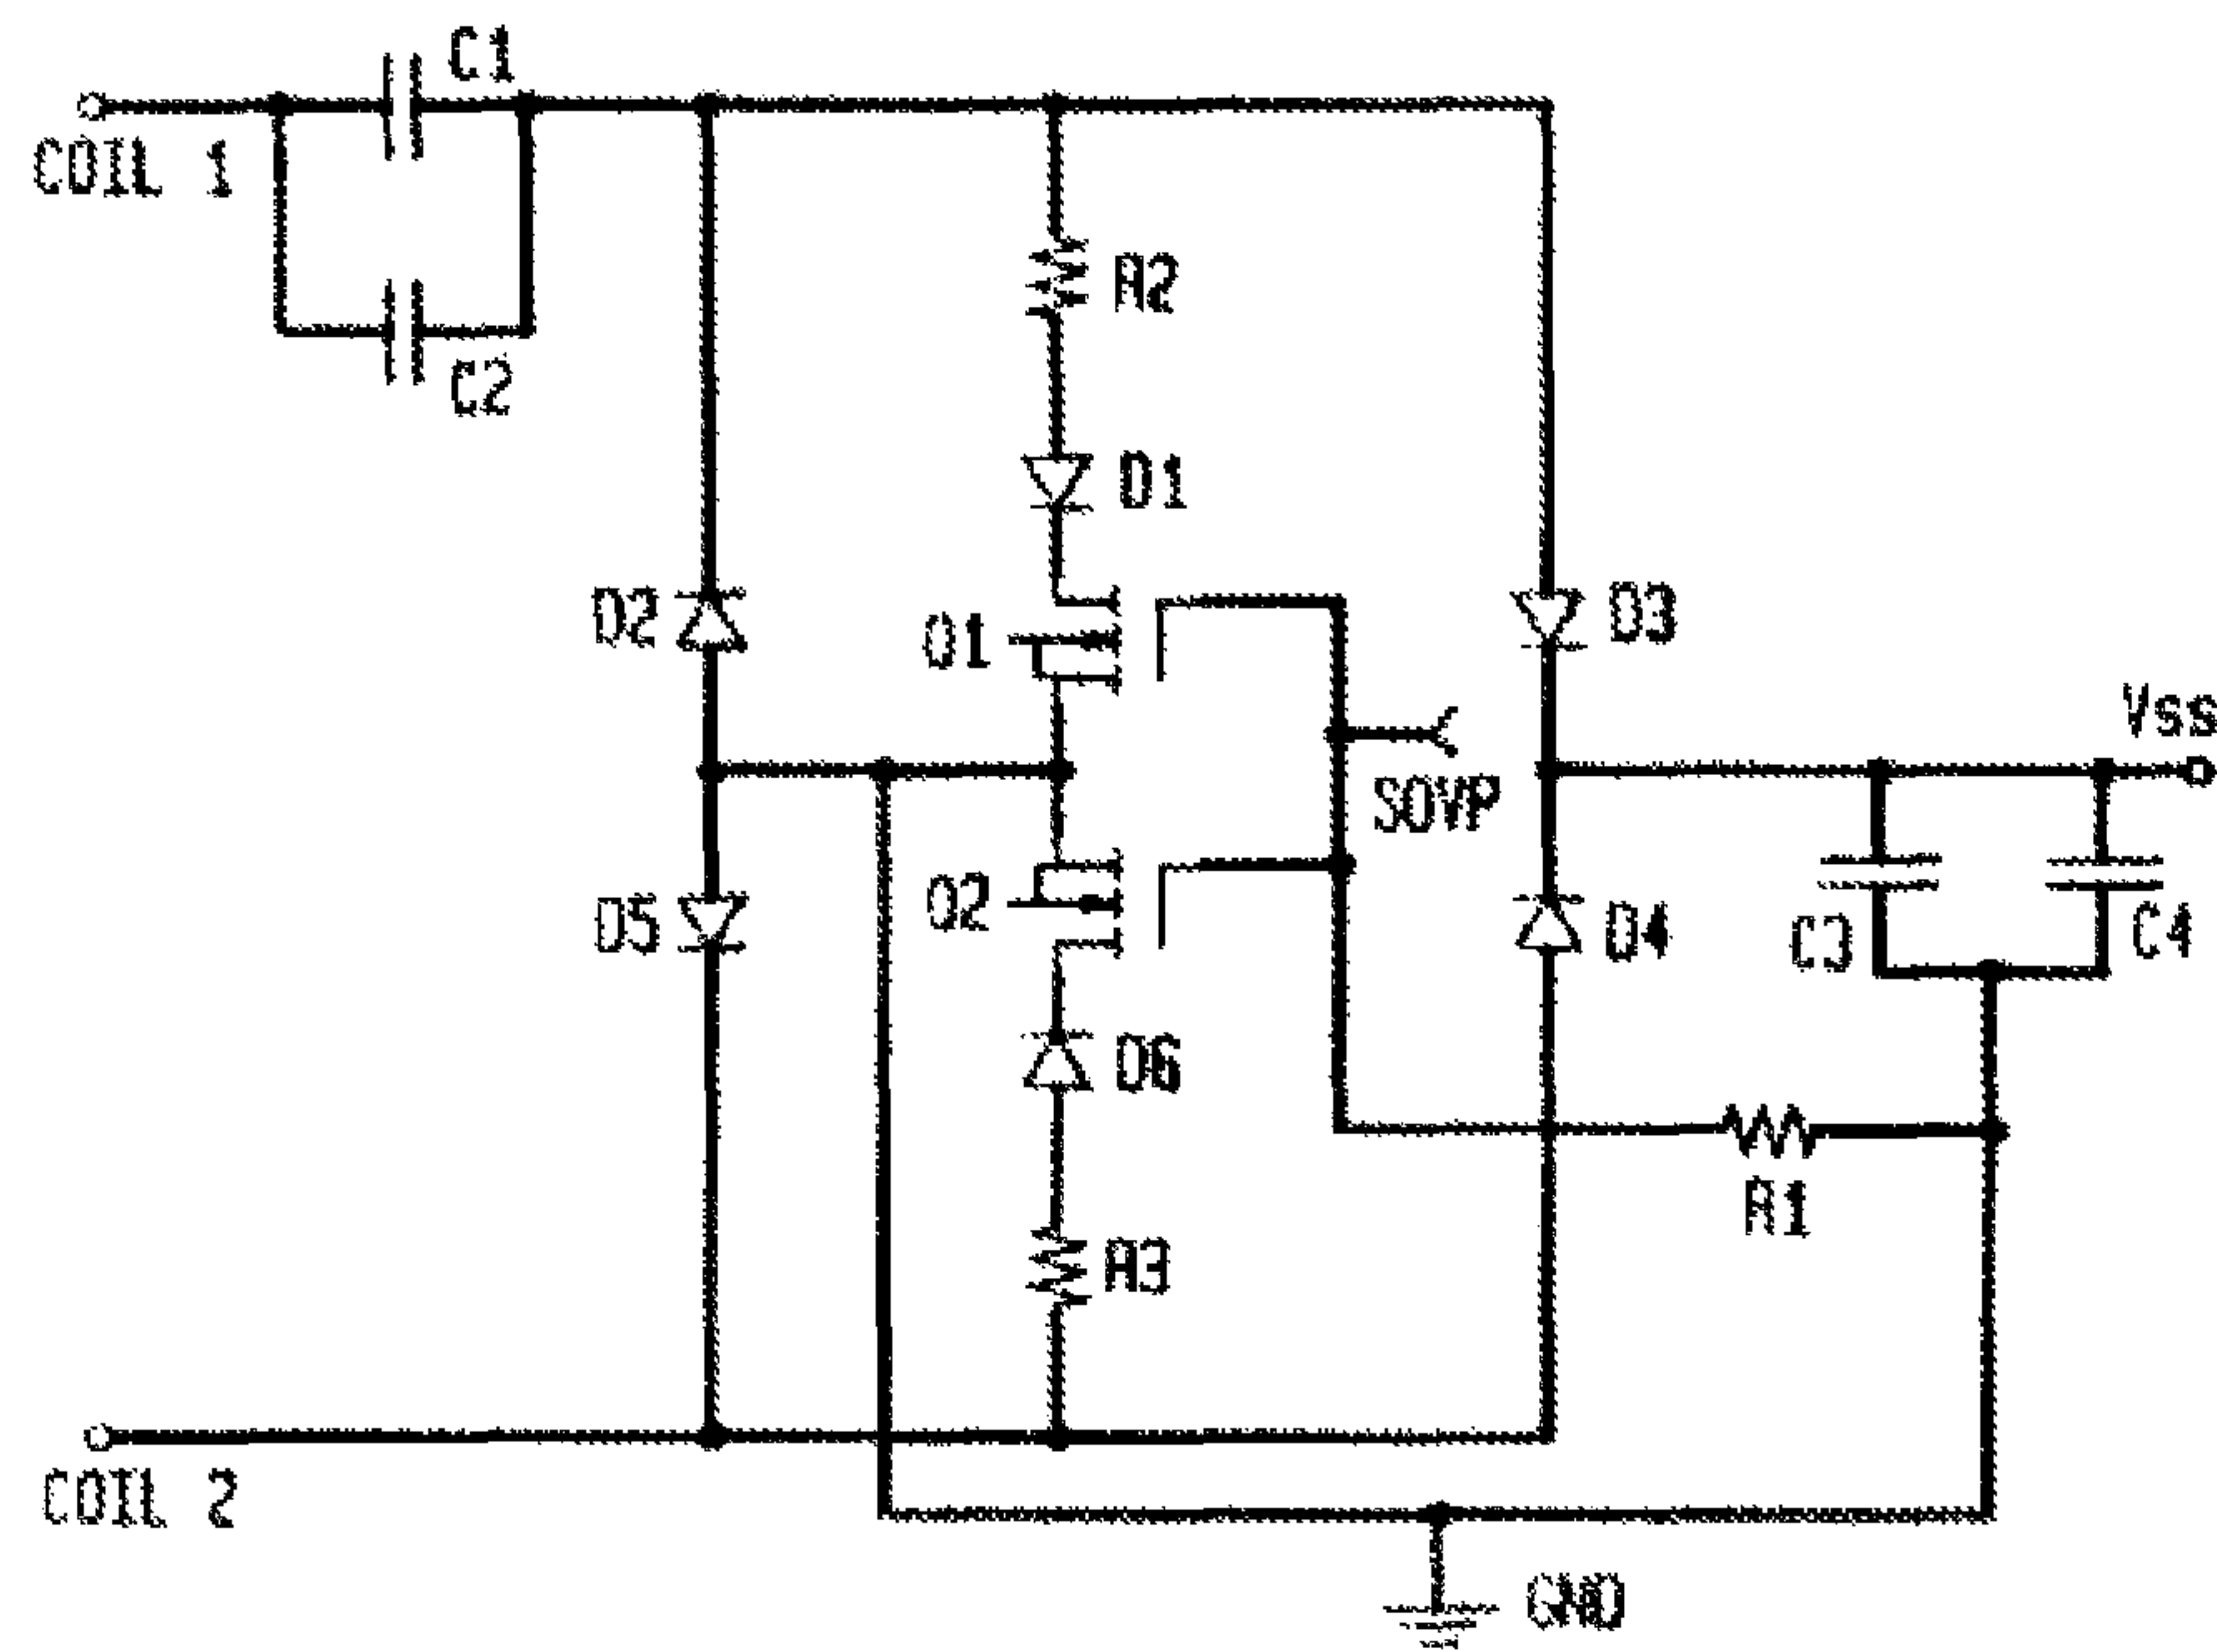 C1
COIL 1
C2
R2
D1
D2
Q1
D3
Vss
SOVP
Q2
D5
D4
C3
C4
D6
R1
R3
COIL 2
GND